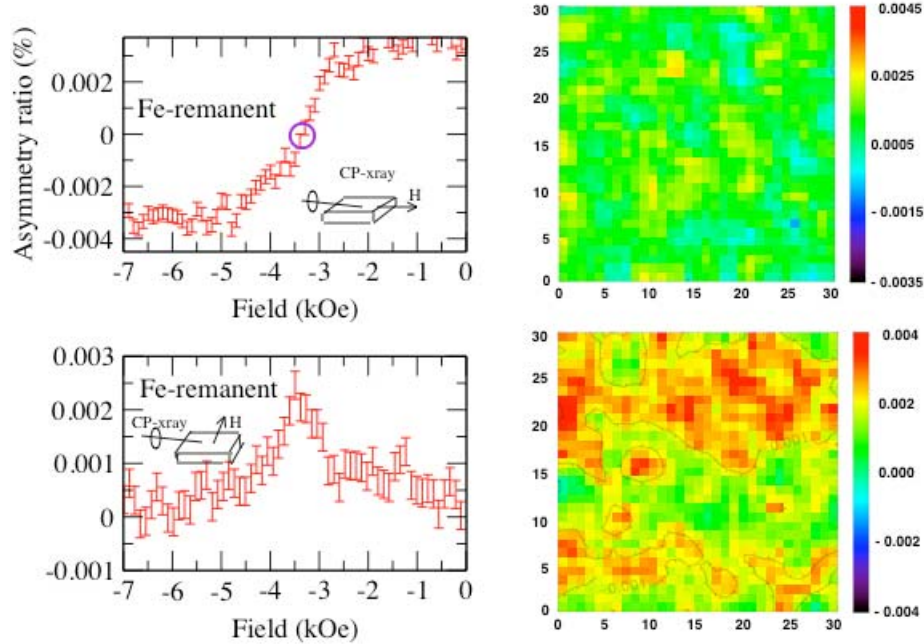 Asymmetry ratio (%)
0.002
0
-0.002
-0.004
Fe-remanent
CP-xray
H
-7 -6 -5 -4 -3 -2 -1 0
Field (kOe)
30
25
20
15
10
5
0
0 5 10 15 20 25 30
0.0045
0.0025
0.0005
- 0.0015
- 0.0035
0.003
0.002
0.001
0
-0.001
Fe-remanent
CP-xray
H
-7 -6 -5 -4 -3 -2 -1 0
Field (kOe)
30
25
20
15
10
5
0
0 5 10 15 20 25 30
0.004
0.002
0.000
- 0.002
- 0.004